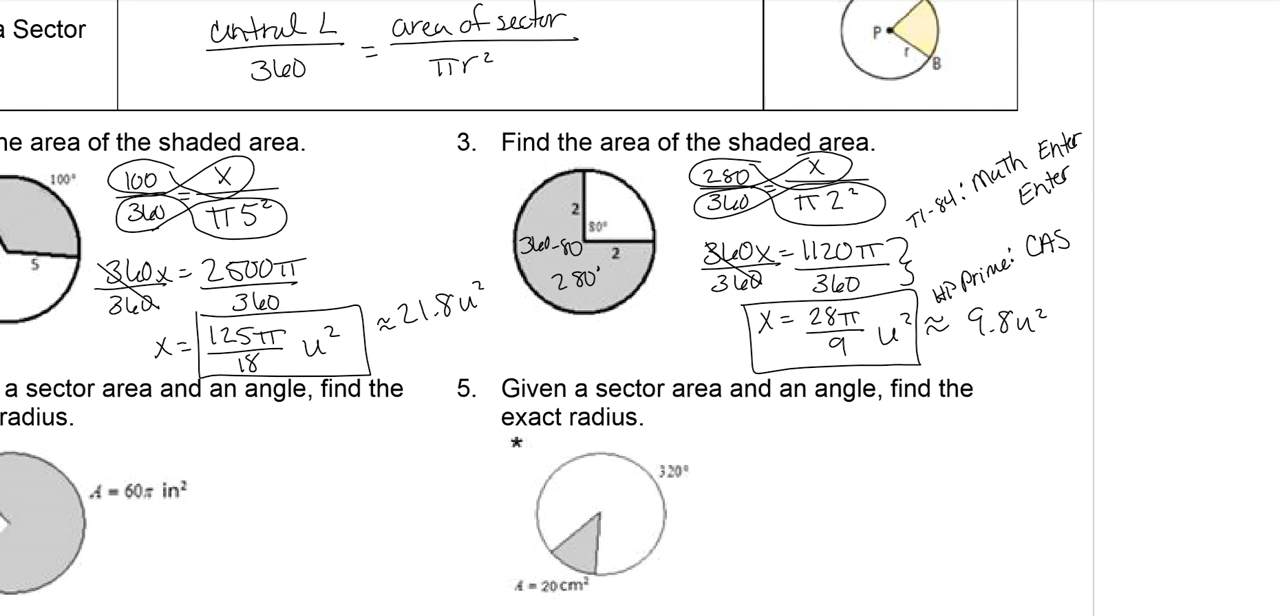 a Sector
central L
360
=
area of sector
πr²
P
r
B
ne area of the shaded area.
100°
5
100
360
=
x
π5²
360x = 2500π
360 360
x = 125π
18
u²
≈21.8u²
3. Find the area of the shaded area.
2
80°
2
360-80
280°
280
360
=
x
π2²
360x = 1120π
360 360
x = 28π
9
u²
≈ 9.8u²
TI-84: Math Enter
Enter
HP Prime: CAS
a sector area and an angle, find the
radius.
A = 60π in²
5. Given a sector area and an angle, find the
exact radius.
*
320°
A = 20cm²